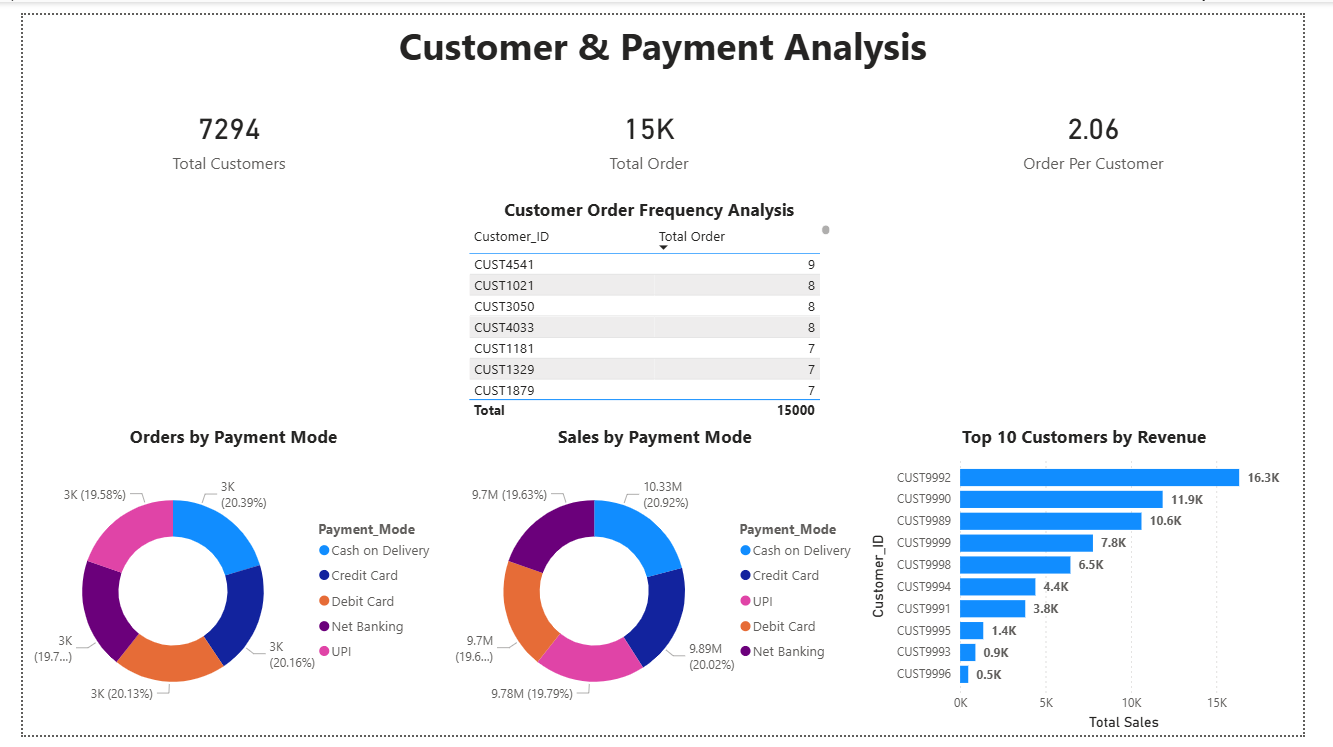 Customer & Payment Analysis
7294
Total Customers
15K
Total Order
2.06
Order Per Customer
Customer Order Frequency Analysis
Customer_ID Total Order
CUST4541 9
CUST1021 8
CUST3050 8
CUST4033 8
CUST1181 7
CUST1329 7
CUST1879 7
Total 15000
Orders by Payment Mode
3K (19.58%)
3K
(20.39%)
3K
(19.7...)
3K
(20.16%)
3K (20.13%)
Payment_Mode
Cash on Delivery
Credit Card
Debit Card
Net Banking
UPI
Sales by Payment Mode
9.7M (19.63%)
10.33M
(20.92%)
9.7M
(19.6...)
9.89M
(20.02%)
9.78M (19.79%)
Payment_Mode
Cash on Delivery
Credit Card
UPI
Debit Card
Net Banking
Top 10 Customers by Revenue
Customer_ID
CUST9992 16.3K
CUST9990 11.9K
CUST9989 10.6K
CUST9999 7.8K
CUST9998 6.5K
CUST9994 4.4K
CUST9991 3.8K
CUST9995 1.4K
CUST9993 0.9K
CUST9996 0.5K
0K 5K 10K 15K
Total Sales